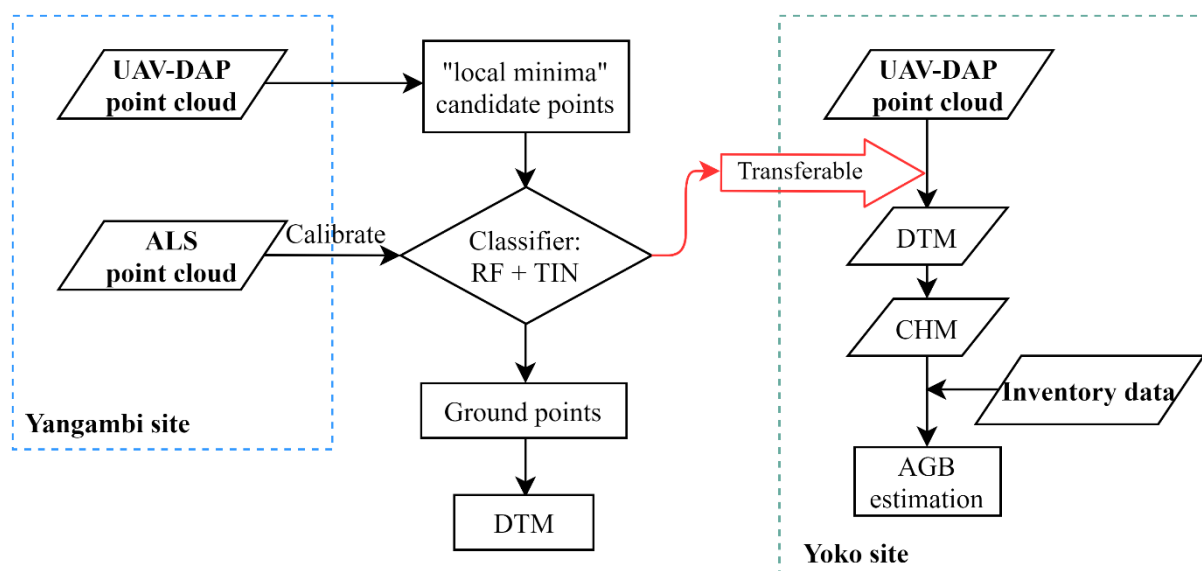 UAV-DAP
point cloud
"local minima"
candidate points
ALS
point cloud
Calibrate
Classifier:
RF + TIN
Ground points
DTM
Yangambi site
Transferable
UAV-DAP
point cloud
DTM
CHM
Inventory data
AGB
estimation
Yoko site